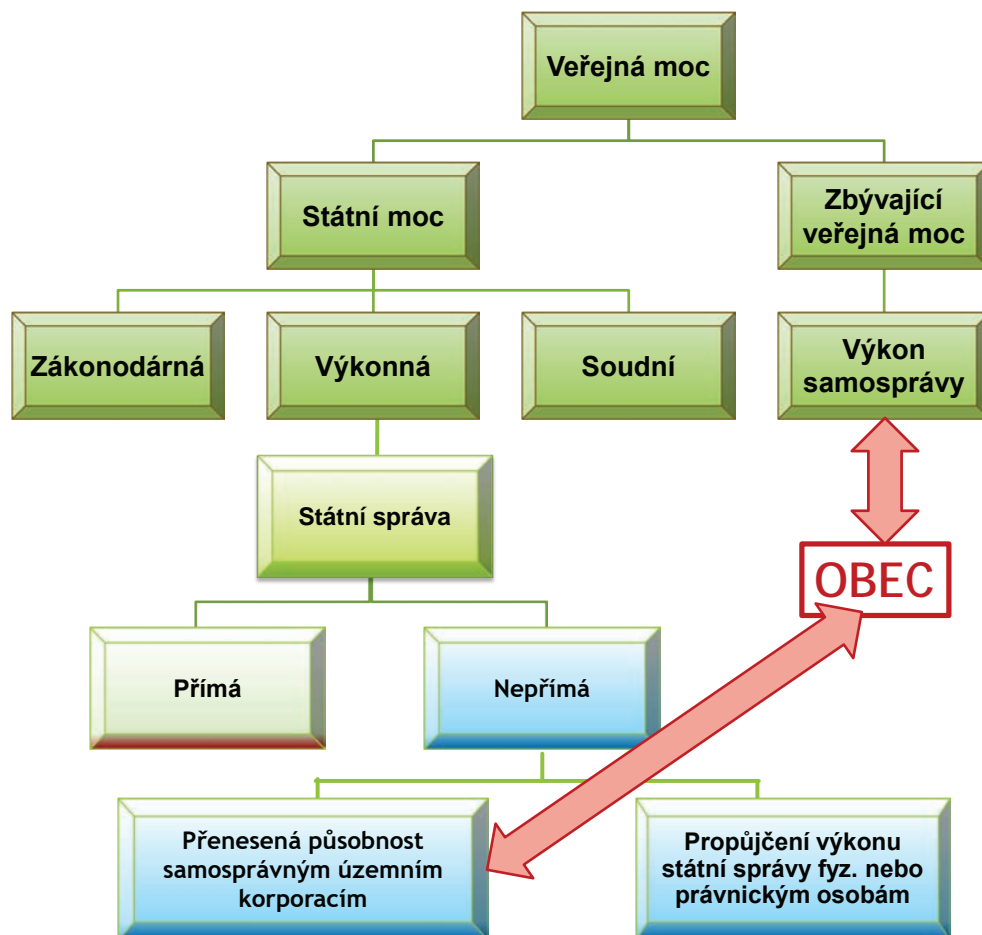 Veřejná moc
Státní moc
Zbývající
veřejná moc
Zákonodárná
Výkonná
Soudní
Výkon
samosprávy
Státní správa
OBEC
Přímá
Nepřímá
Přenesená působnost
samosprávným územním
korporacím
Propůjčení výkonu
státní správy fyz. nebo
právnickým osobám